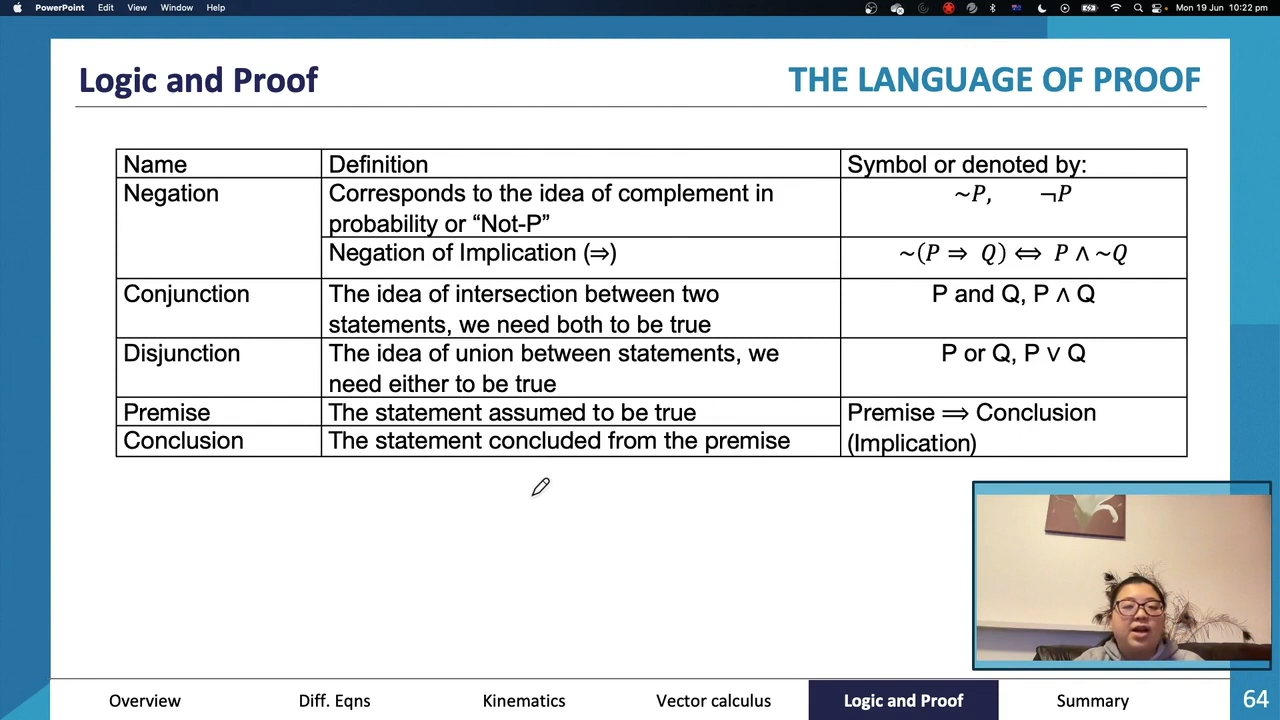 PowerPoint Edit View Window Help Mon 19 Jun 10:22 pm
Logic and Proof
THE LANGUAGE OF PROOF
Name Definition Symbol or denoted by:
Negation Corresponds to the idea of complement in ~P, ¬P
probability or “Not-P”
Negation of Implication (⇒) ~(P ⇒ Q) ⟺ P ∧ ~Q
Conjunction The idea of intersection between two P and Q, P ∧ Q
statements, we need both to be true
Disjunction The idea of union between statements, we P or Q, P ∨ Q
need either to be true
Premise The statement assumed to be true Premise ⟹ Conclusion
Conclusion The statement concluded from the premise (Implication)
Overview Diff. Eqns Kinematics Vector calculus Logic and Proof Summary 64